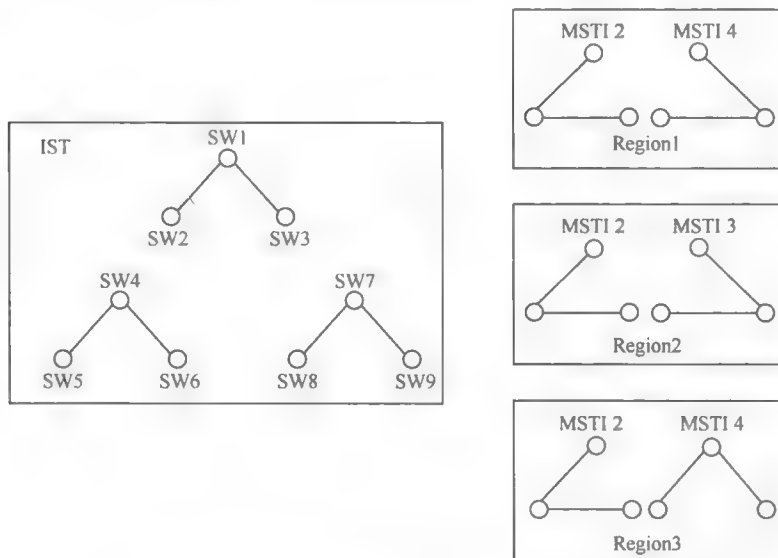 IST
SW1
SW2 SW3
SW4 SW7
SW5 SW6 SW8 SW9
MSTI 2 MSTI 4
Region1
MSTI 2 MSTI 3
Region2
MSTI 2 MSTI 4
Region3